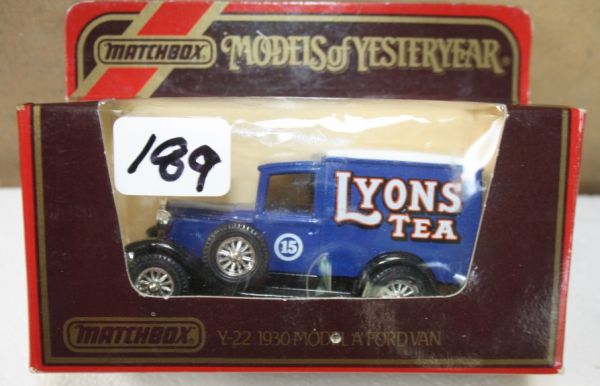 MATCHBOX
MODELS of YESTERYEAR®
189
LYONS
TEA
15
MATCHBOX
Y-22 1930 MODEL 'A' FORD VAN